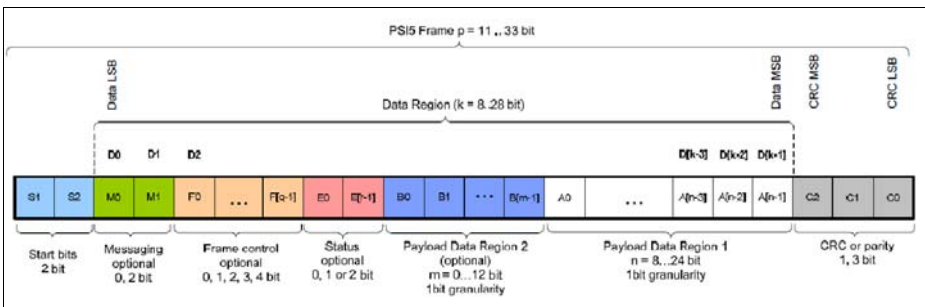 PSI5 Frame p = 11 .. 33 bit
Data LSB
Data MSB
CRC MSB
CRC LSB
Data Region (k = 8..28 bit)
D0 D1 D2 D[k-3] D[k-2] D[k-1]
S1 S2 M0 M1 F0 ... F[q-1] E0 E[r-1] B0 B1 ... B[m-1] A0 ... A[n-3] A[n-2] A[n-1] C2 C1 C0
Start bits
2 bit
Messaging
optional
0, 2 bit
Frame control
optional
0, 1, 2, 3, 4 bit
Status
optional
0, 1 or 2 bit
Payload Data Region 2
(optional)
m = 0...12 bit
1bit granularity
Payload Data Region 1
n = 8...24 bit
1bit granularity
CRC or parity
1, 3 bit